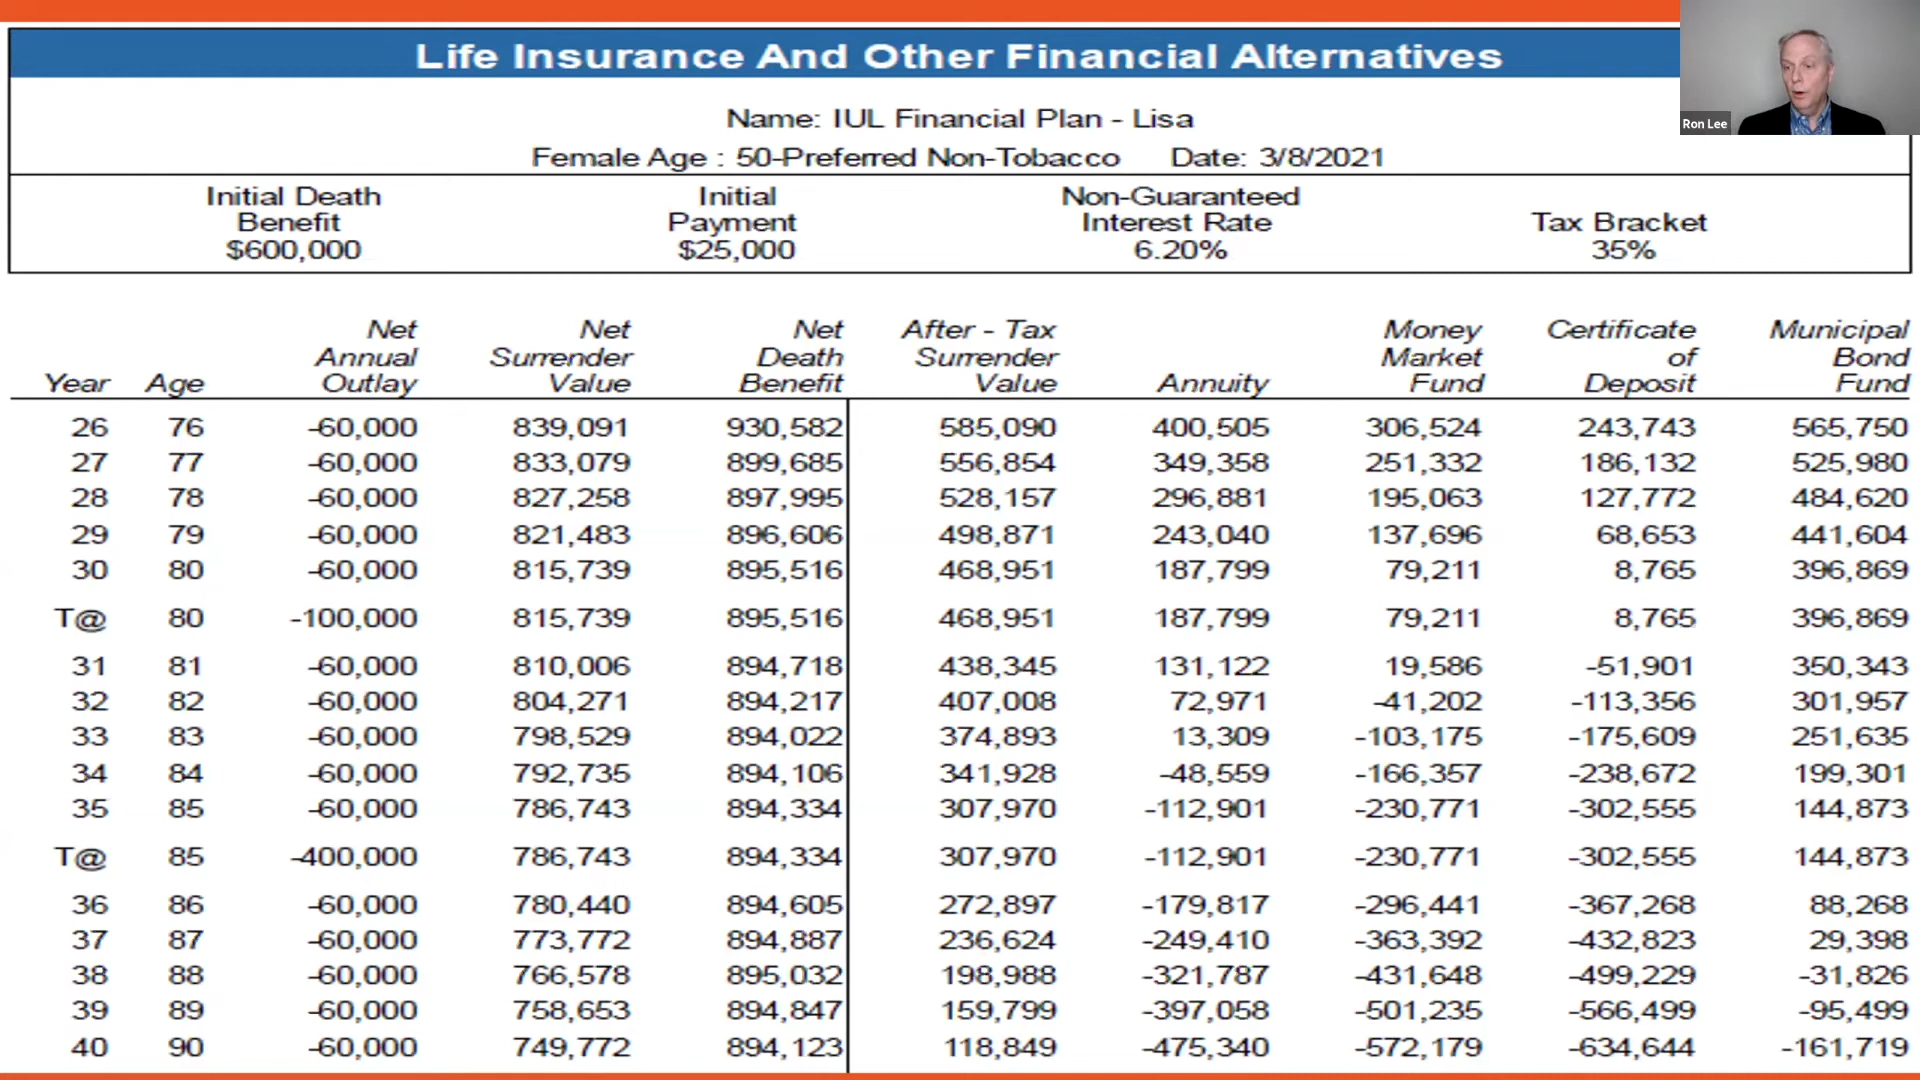 Life Insurance And Other Financial Alternatives
Ron Lee
Name: IUL Financial Plan - Lisa
Female Age : 50-Preferred Non-Tobacco Date: 3/8/2021
Initial Death Initial Non-Guaranteed
Benefit Payment Interest Rate Tax Bracket
$600,000 $25,000 6.20% 35%
Net Net Net After - Tax Money Certificate Municipal
Annual Surrender Death Surrender Market of Bond
Year Age Outlay Value Benefit Value Annuity Fund Deposit Fund
26 76 -60,000 839,091 930,582 585,090 400,505 306,524 243,743 565,750
27 77 -60,000 833,079 899,685 556,854 349,358 251,332 186,132 525,980
28 78 -60,000 827,258 897,995 528,157 296,881 195,063 127,772 484,620
29 79 -60,000 821,483 896,606 498,871 243,040 137,696 68,653 441,604
30 80 -60,000 815,739 895,516 468,951 187,799 79,211 8,765 396,869
T@ 80 -100,000 815,739 895,516 468,951 187,799 79,211 8,765 396,869
31 81 -60,000 810,006 894,718 438,345 131,122 19,586 -51,901 350,343
32 82 -60,000 804,271 894,217 407,008 72,971 -41,202 -113,356 301,957
33 83 -60,000 798,529 894,022 374,893 13,309 -103,175 -175,609 251,635
34 84 -60,000 792,735 894,106 341,928 -48,559 -166,357 -238,672 199,301
35 85 -60,000 786,743 894,334 307,970 -112,901 -230,771 -302,555 144,873
T@ 85 -400,000 786,743 894,334 307,970 -112,901 -230,771 -302,555 144,873
36 86 -60,000 780,440 894,605 272,897 -179,817 -296,441 -367,268 88,268
37 87 -60,000 773,772 894,887 236,624 -249,410 -363,392 -432,823 29,398
38 88 -60,000 766,578 895,032 198,988 -321,787 -431,648 -499,229 -31,826
39 89 -60,000 758,653 894,847 159,799 -397,058 -501,235 -566,499 -95,499
40 90 -60,000 749,772 894,123 118,849 -475,340 -572,179 -634,644 -161,719